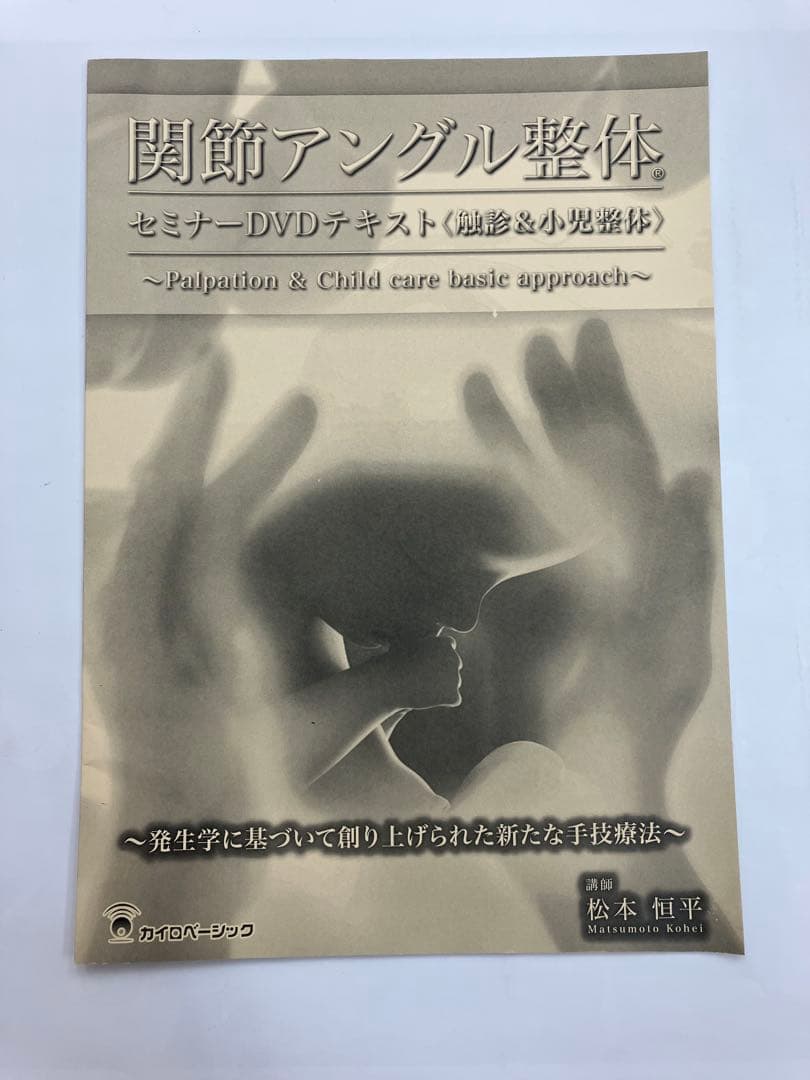 関節アングル整体®
セミナーDVDテキスト〈触診&小児整体〉
～Palpation & Child care basic approach～
～発生学に基づいて創り上げられた新たな手技療法～
講師
松本 恒平
Matsumoto Kohei
カイロベーシック